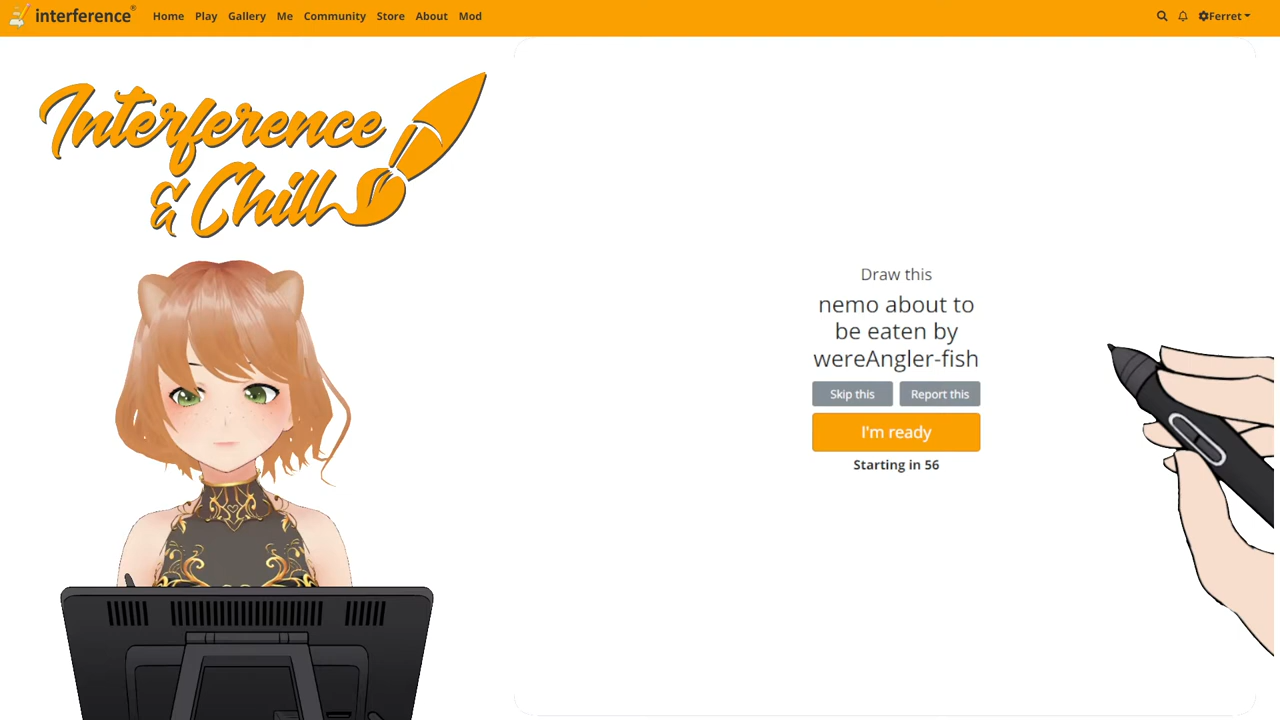 interference®
Home Play Gallery Me Community Store About Mod
Ferret
Interference
& Chill
Draw this
nemo about to
be eaten by
wereAngler-fish
Skip this Report this
I'm ready
Starting in 56